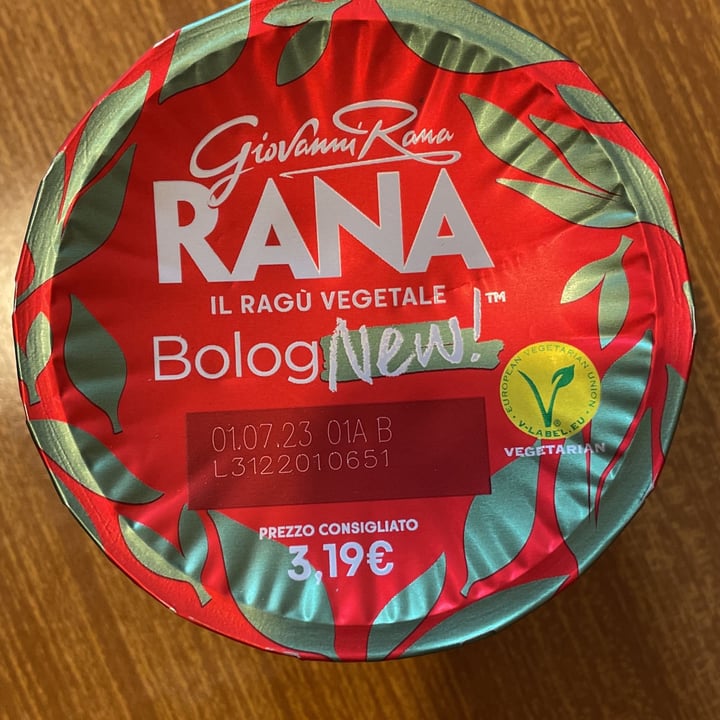 Giovanni Rana
RANA
IL RAGÙ VEGETALE
BologNew!™
01.07.23 01A B
L3122010651
EUROPEAN VEGETARIAN UNION
V-LABEL.EU
VEGETARIAN
PREZZO CONSIGLIATO
3,19€